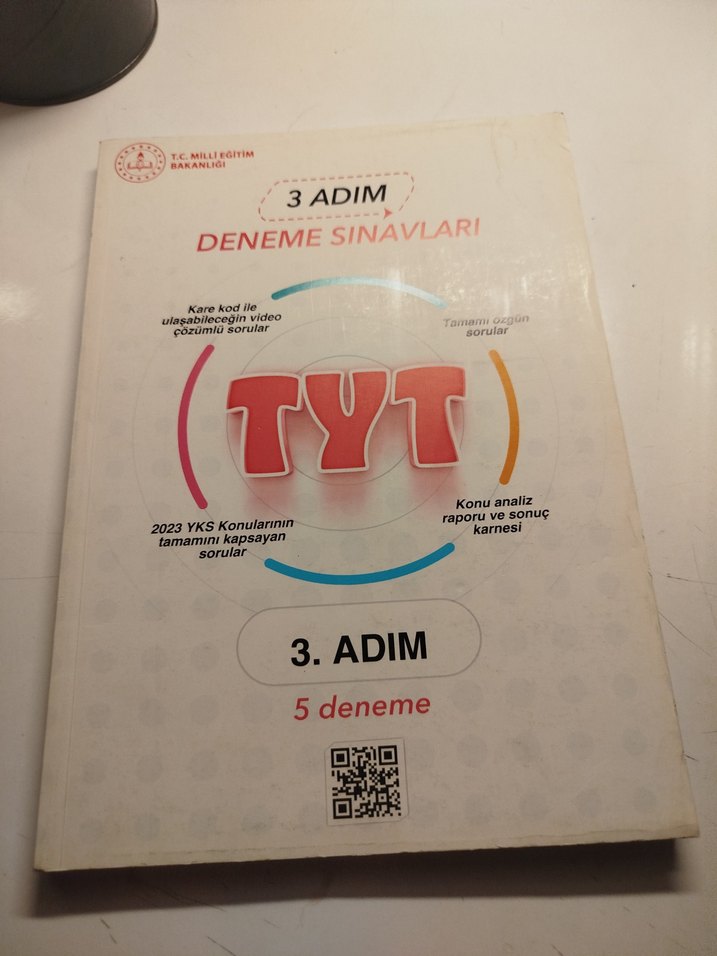 T.C. MİLLİ EĞİTİM
BAKANLIĞI
3 ADIM
DENEME SINAVLARI
Kare kod ile
ulaşabileceğin video
çözümlü sorular
Tamamı özgün
sorular
TYT
2023 YKS Konularının
tamamını kapsayan
sorular
Konu analiz
raporu ve sonuç
karnesi
3. ADIM
5 deneme